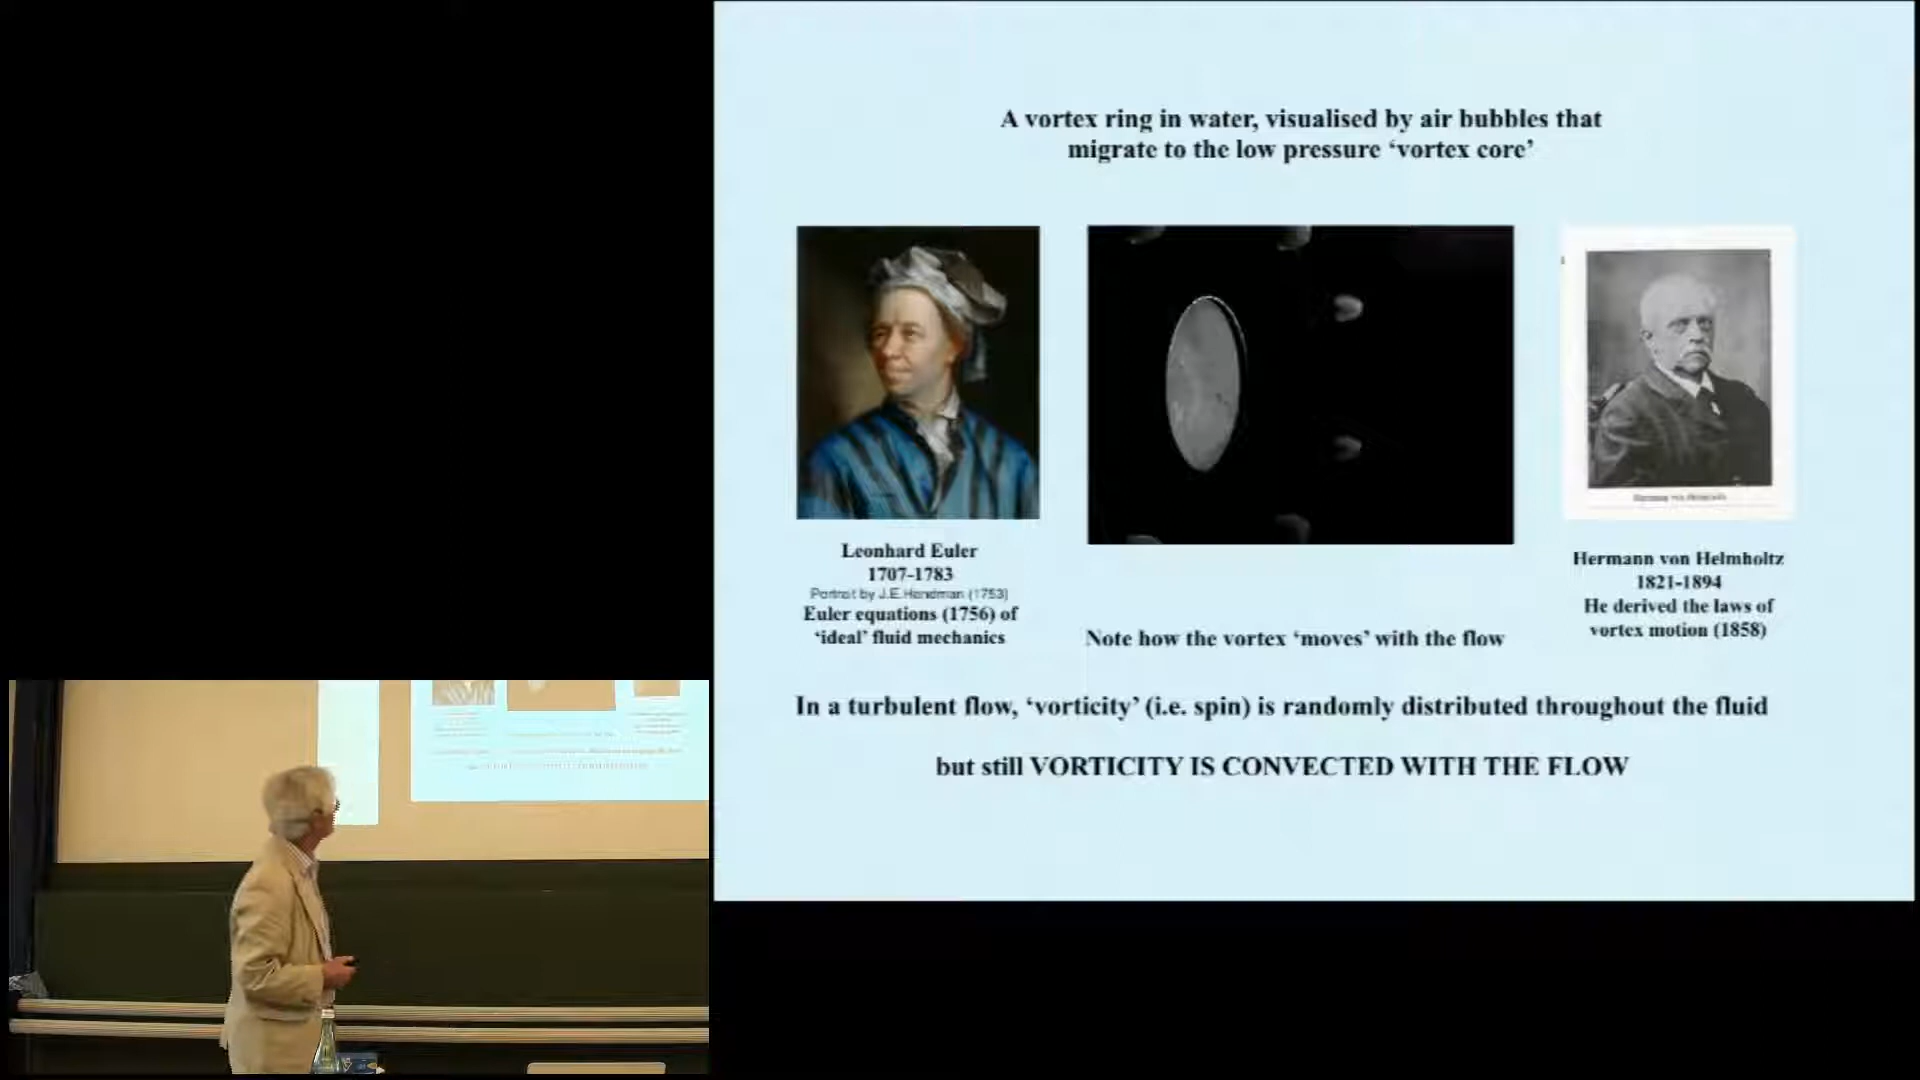 A vortex ring in water, visualised by air bubbles that
migrate to the low pressure ‘vortex core’
Leonhard Euler
1707-1783
Portrait by J.E.Handman (1753)
Euler equations (1756) of
‘ideal’ fluid mechanics
Note how the vortex ‘moves’ with the flow
Hermann von Helmholtz
1821-1894
He derived the laws of
vortex motion (1858)
In a turbulent flow, ‘vorticity’ (i.e. spin) is randomly distributed throughout the fluid
but still VORTICITY IS CONVECTED WITH THE FLOW